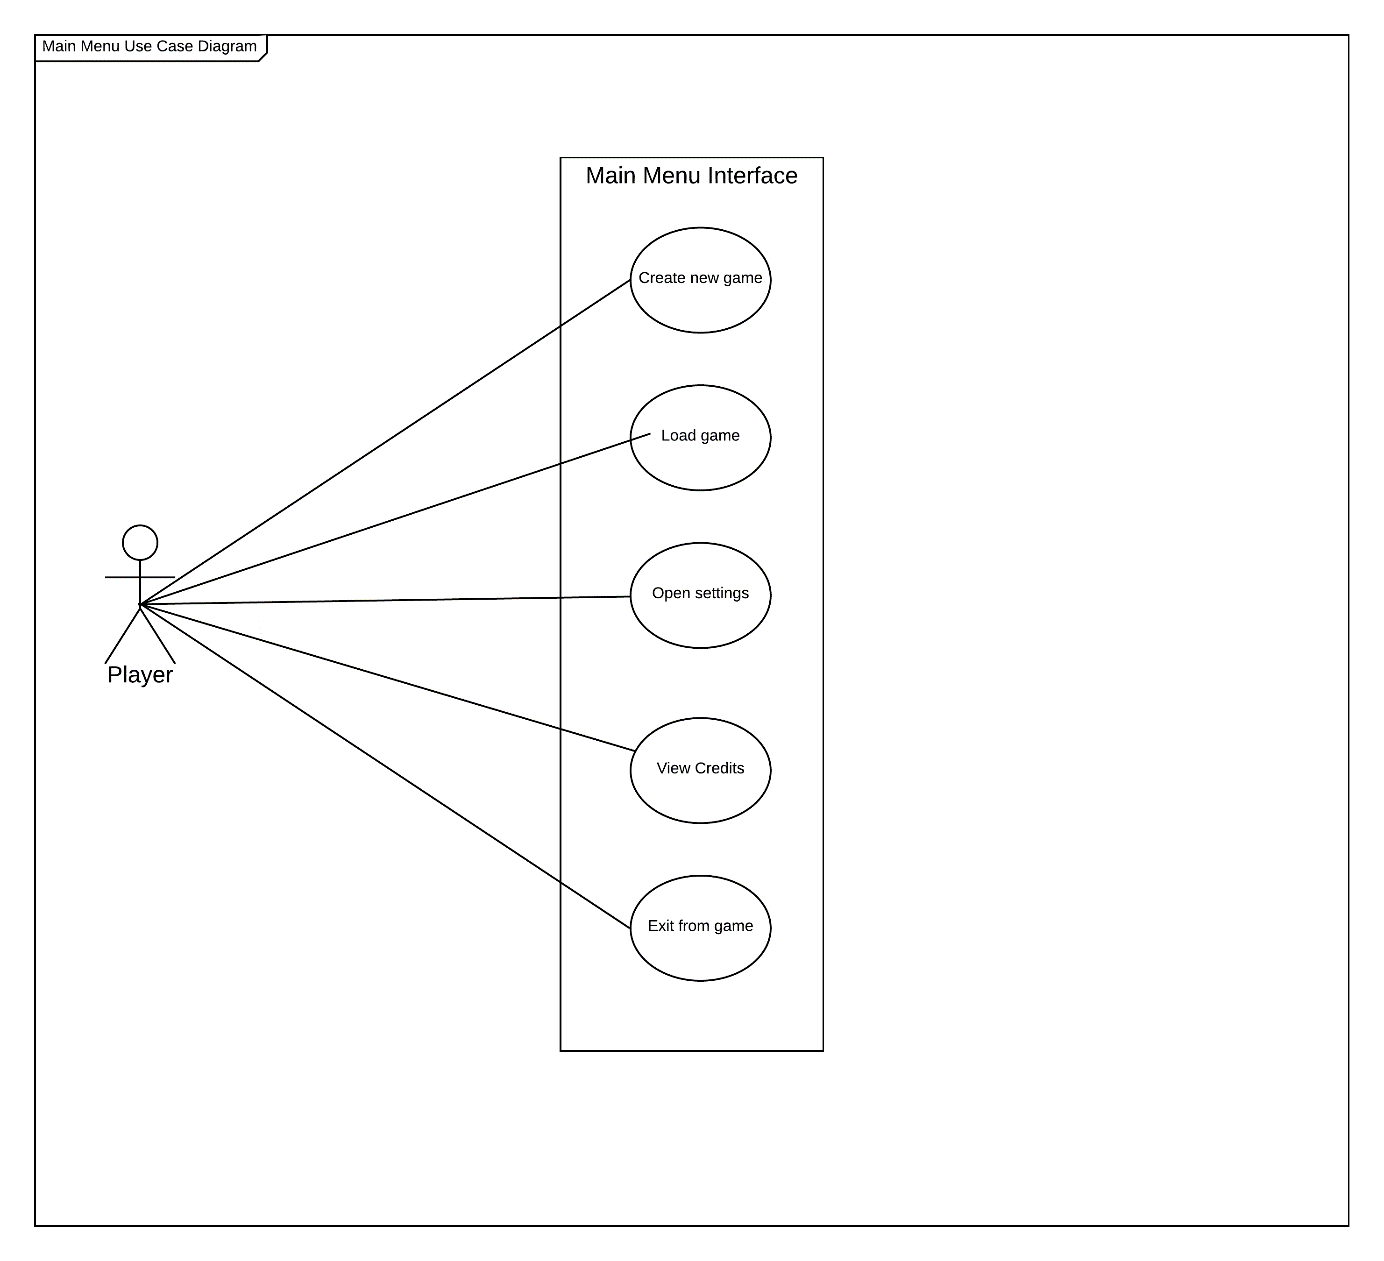 Main Menu Use Case Diagram
Main Menu Interface
Create new game
Load game
Open settings
Player
View Credits
Exit from game